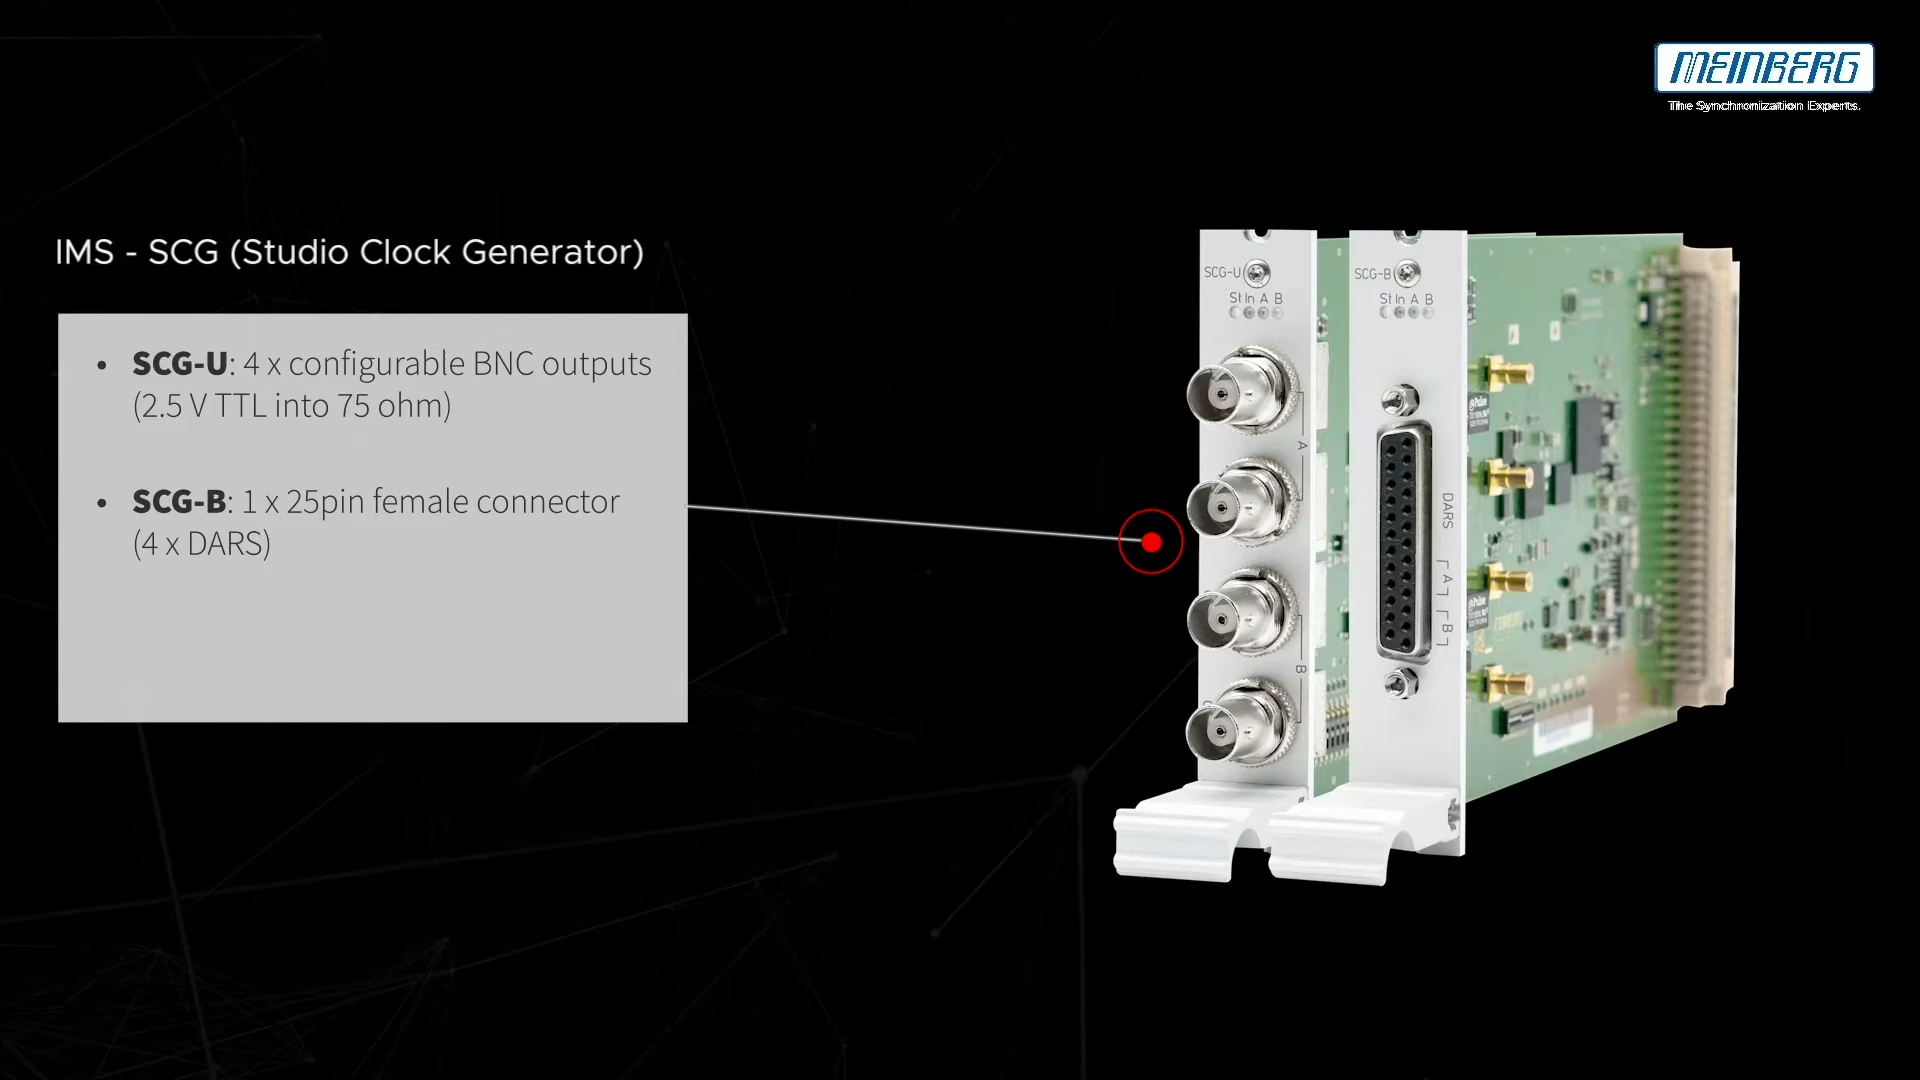 MEINBERG
The Synchronization Experts.
IMS - SCG (Studio Clock Generator)
• SCG-U: 4 x configurable BNC outputs
(2.5 V TTL into 75 ohm)
• SCG-B: 1 x 25pin female connector
(4 x DARS)
SCG-U
St In A B
A
B
SCG-B
St In A B
DARS
A
B